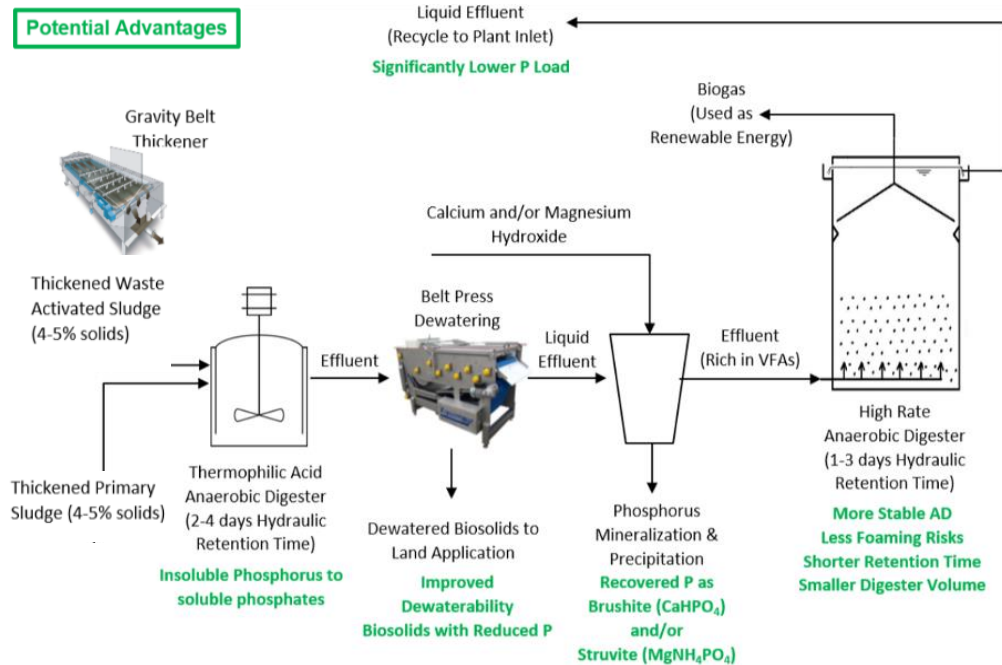 Potential Advantages
Liquid Effluent
(Recycle to Plant Inlet)
Significantly Lower P Load
Biogas
(Used as
Renewable Energy)
Gravity Belt
Thickener
Calcium and/or Magnesium
Hydroxide
Thickened Waste
Activated Sludge
(4-5% solids)
Belt Press
Dewatering
Effluent
Liquid
Effluent
Effluent
(Rich in VFAs)
High Rate
Anaerobic Digester
(1-3 days Hydraulic
Retention Time)
More Stable AD
Less Foaming Risks
Shorter Retention Time
Smaller Digester Volume
Thickened Primary
Sludge (4-5% solids)
Thermophilic Acid
Anaerobic Digester
(2-4 days Hydraulic
Retention Time)
Insoluble Phosphorus to
soluble phosphates
Dewatered Biosolids to
Land Application
Improved
Dewaterability
Biosolids with Reduced P
Phosphorus
Mineralization &
Precipitation
Recovered P as
Brushite (CaHPO₄)
and/or
Struvite (MgNH₄PO₄)